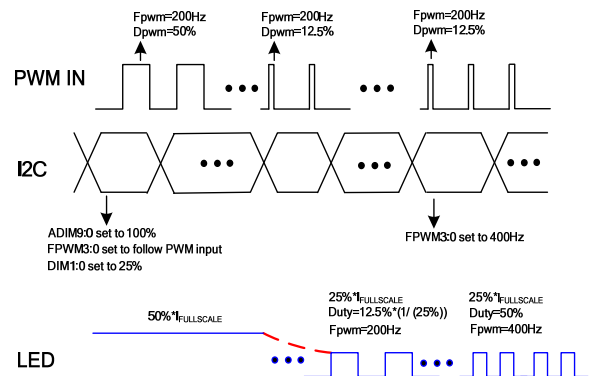 Fpwm=200Hz
Dpwm=50%
Fpwm=200Hz
Dpwm=12.5%
Fpwm=200Hz
Dpwm=12.5%
PWM IN
I2C
ADIM9:0 set to 100%
FPWM3:0 set to follow PWM input
DIM1:0 set to 25%
FPWM3:0 set to 400Hz
50%*IFULLSCALE
25%*IFULLSCALE
Duty=12.5%*(1/ (25%))
Fpwm=200Hz
25%*IFULLSCALE
Duty=50%
Fpwm=400Hz
LED